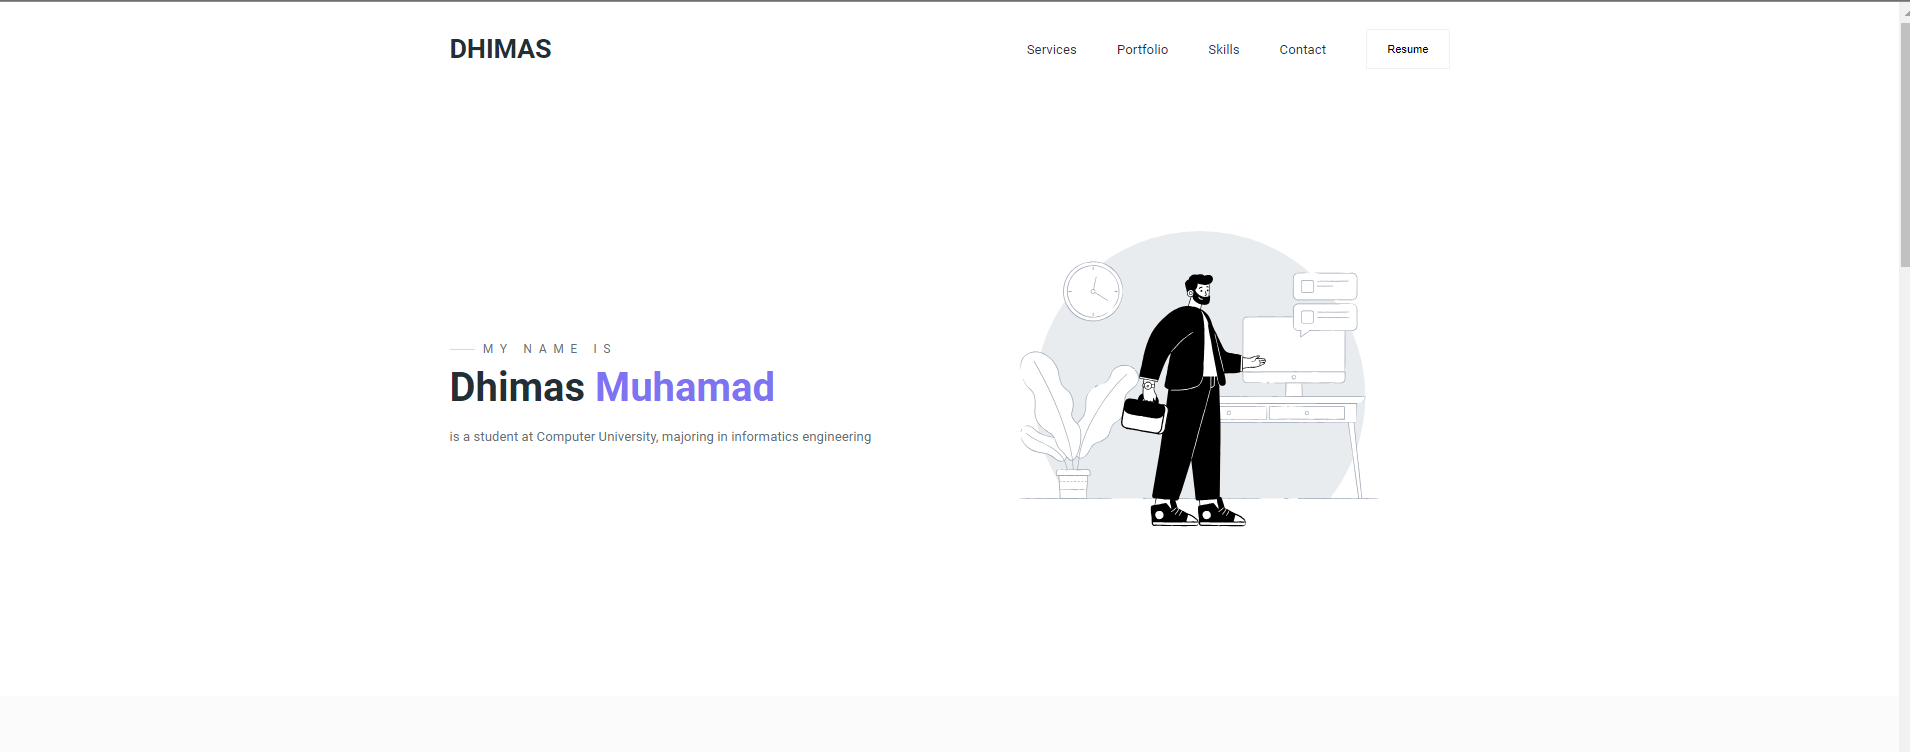 DHIMAS
Services Portfolio Skills Contact Resume
MY NAME IS
Dhimas Muhamad
is a student at Computer University, majoring in informatics engineering